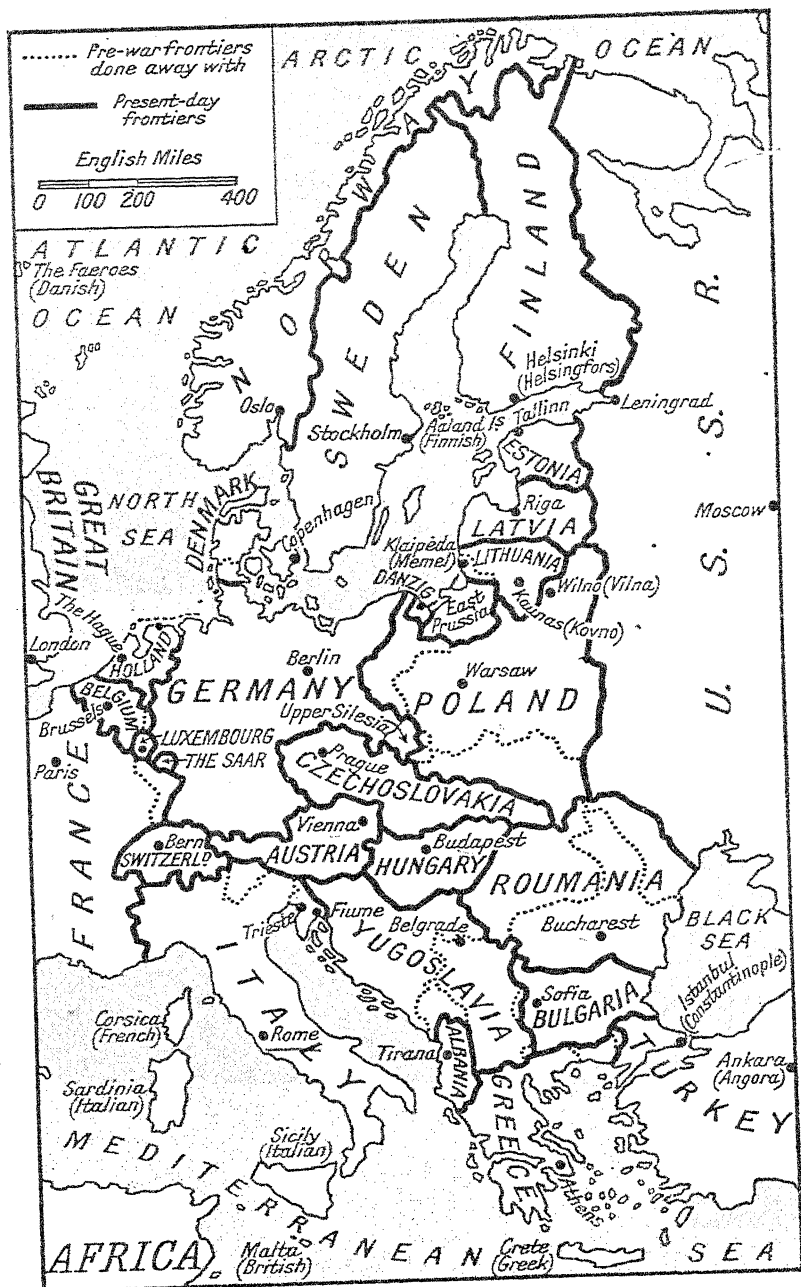 Pre-war frontiers
done away with
Present-day
frontiers
English Miles
0 100 200 400
ARCTIC OCEAN
ATLANTIC
OCEAN
The Faeroes
(Danish)
NORWAY
SWEDEN
FINLAND
U.S.S.R.
Helsinki
(Helsingfors)
Leningrad
Oslo
Stockholm
Aaland Is
(Finnish)
Tallinn
ESTONIA
GREAT
BRITAIN
NORTH
SEA
DENMARK
Copenhagen
Riga
LATVIA
Moscow
Klaipėda
(Memel)
LITHUANIA
DANZIG
East
Prussia
Wilno (Vilna)
Kaunas (Kovno)
The Hague
London
HOLLAND
Berlin
GERMANY
Warsaw
POLAND
BELGIUM
Brussels
Upper Silesia
LUXEMBOURG
THE SAAR
Paris
Prague
CZECHOSLOVAKIA
FRANCE
Bern
SWITZERLD
Vienna
AUSTRIA
Budapest
HUNGARY
ROUMANIA
Trieste
Fiume
Belgrade
Bucharest
BLACK
SEA
ITALY
YUGOSLAVIA
Sofia
BULGARIA
Istanbul
(Constantinople)
Corsica
(French)
Rome
Tirana
ALBANIA
Ankara
(Angora)
TURKEY
Sardinia
(Italian)
GREECE
Sicily
(Italian)
Athens
MEDITERRANEAN SEA
AFRICA
Malta
(British)
Crete
(Greek)